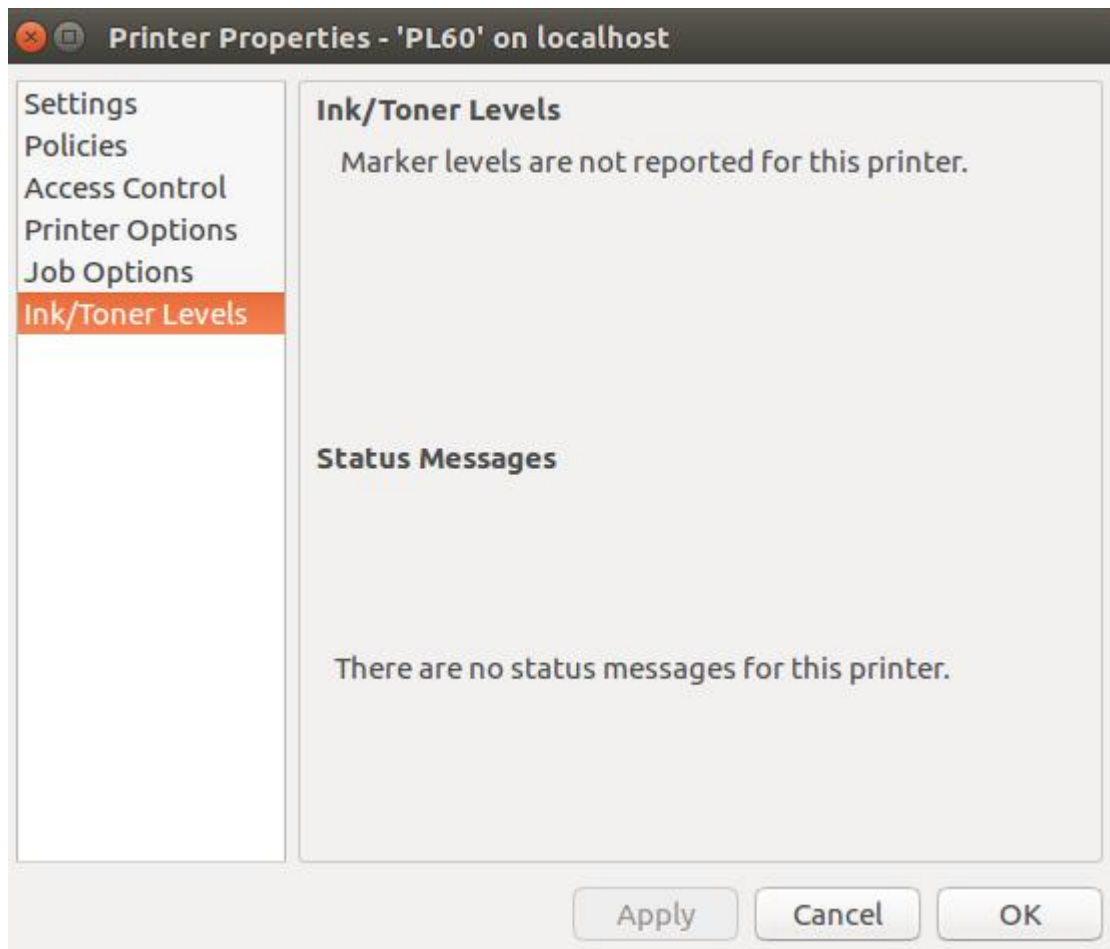 Printer Properties - 'PL60' on localhost
Settings
Policies
Access Control
Printer Options
Job Options
Ink/Toner Levels
Ink/Toner Levels
Marker levels are not reported for this printer.
Status Messages
There are no status messages for this printer.
Apply
Cancel
OK